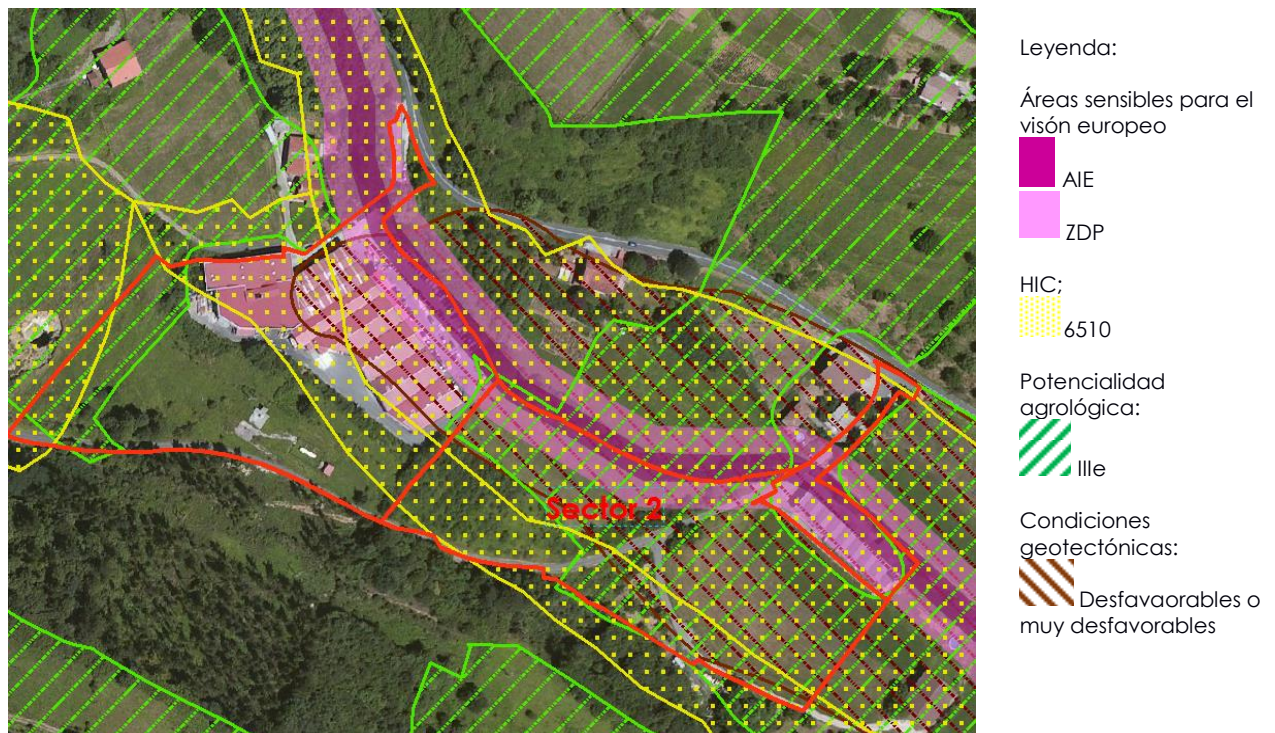 Leyenda:
Áreas sensibles para el
visón europeo
AIE
ZDP
HIC;
6510
Potencialidad
agrológica:
IIIe
Condiciones
geotectónicas:
Desfavaorables o
muy desfavorables
Sector 2